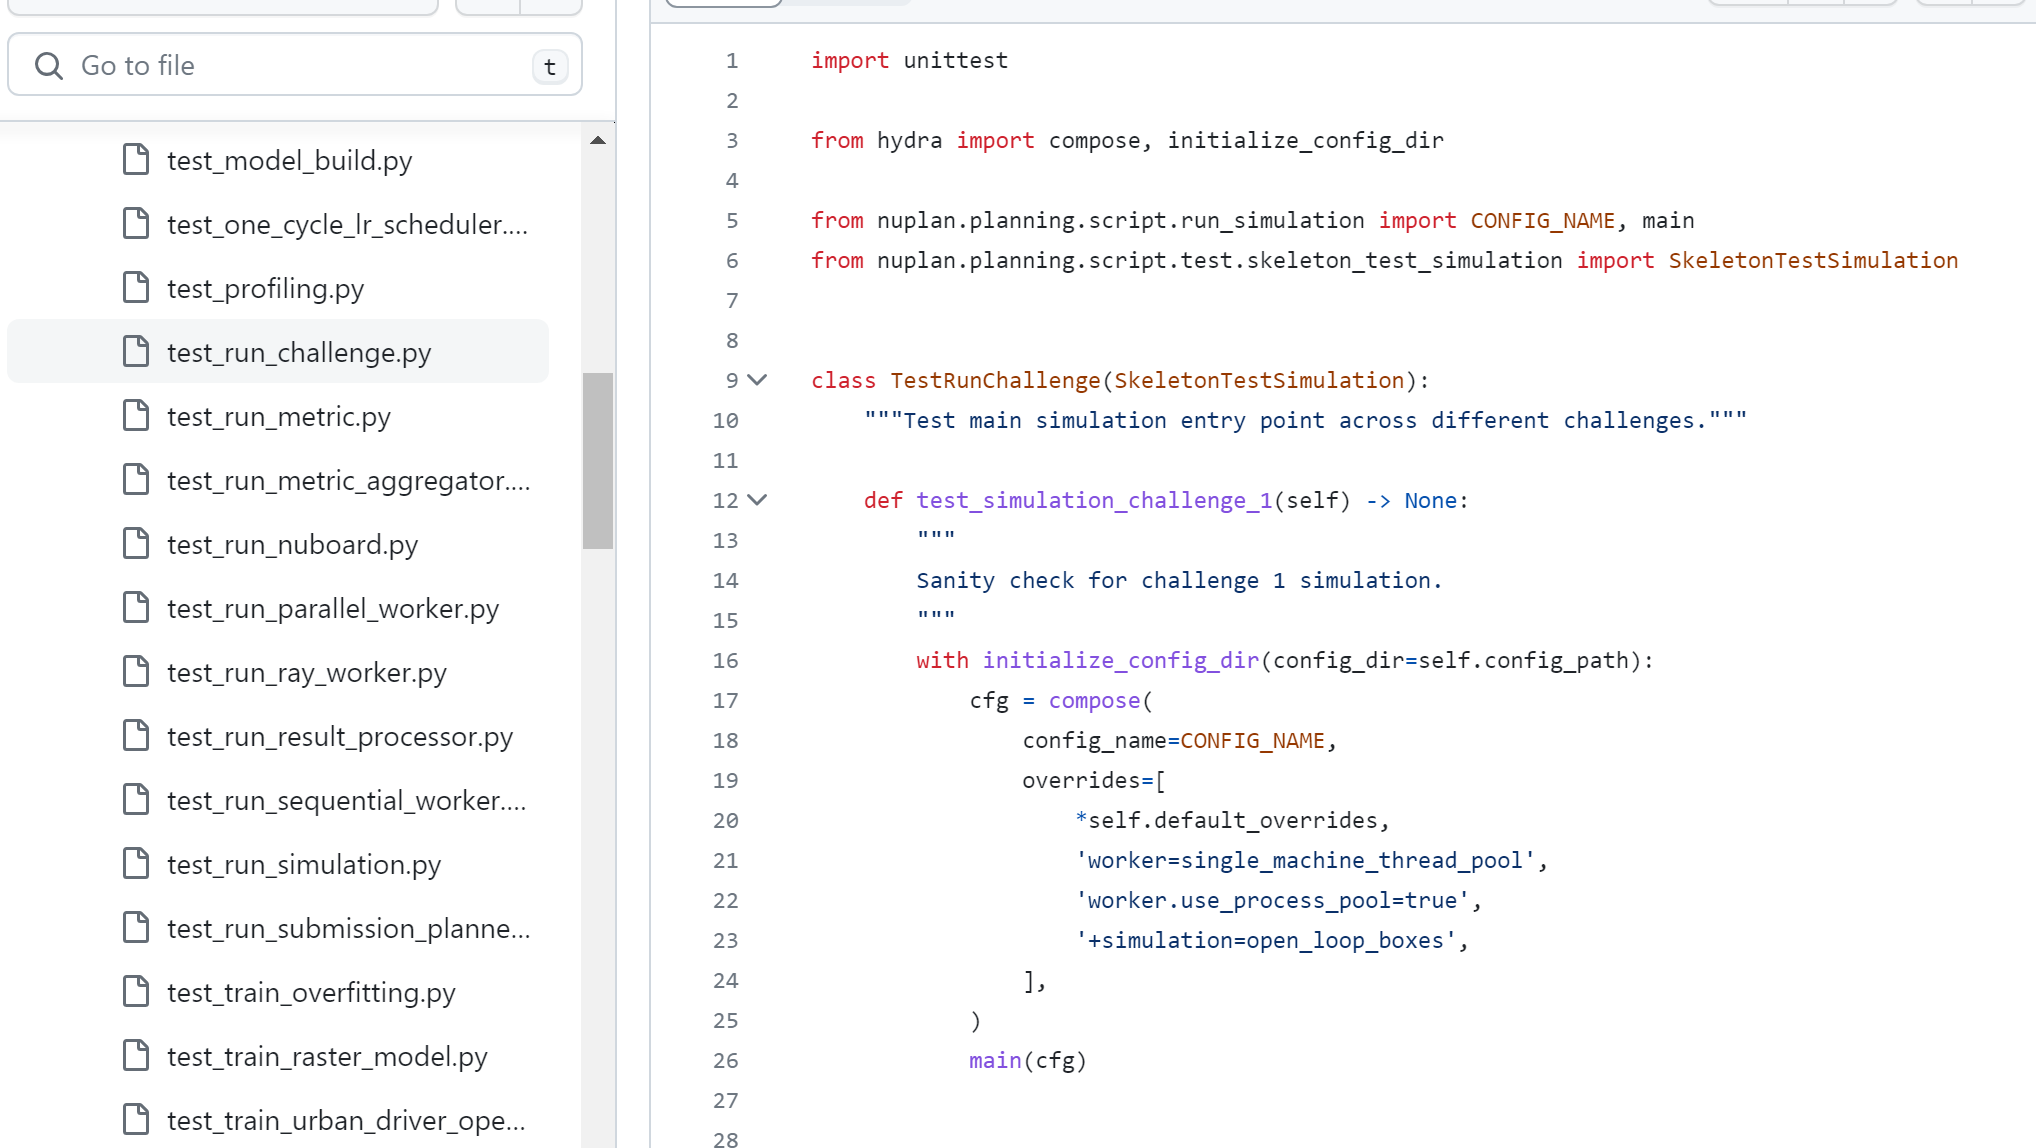 Go to file
t
test_model_build.py
test_one_cycle_lr_scheduler....
test_profiling.py
test_run_challenge.py
test_run_metric.py
test_run_metric_aggregator....
test_run_nuboard.py
test_run_parallel_worker.py
test_run_ray_worker.py
test_run_result_processor.py
test_run_sequential_worker....
test_run_simulation.py
test_run_submission_planne...
test_train_overfitting.py
test_train_raster_model.py
test_train_urban_driver_ope...
1 import unittest
2
3 from hydra import compose, initialize_config_dir
4
5 from nuplan.planning.script.run_simulation import CONFIG_NAME, main
6 from nuplan.planning.script.test.skeleton_test_simulation import SkeletonTestSimulation
7
8
9 class TestRunChallenge(SkeletonTestSimulation):
10 """Test main simulation entry point across different challenges."""
11
12 def test_simulation_challenge_1(self) -> None:
13 """
14 Sanity check for challenge 1 simulation.
15 """
16 with initialize_config_dir(config_dir=self.config_path):
17 cfg = compose(
18 config_name=CONFIG_NAME,
19 overrides=[
20 *self.default_overrides,
21 'worker=single_machine_thread_pool',
22 'worker.use_process_pool=true',
23 '+simulation=open_loop_boxes',
24 ],
25 )
26 main(cfg)
27
28